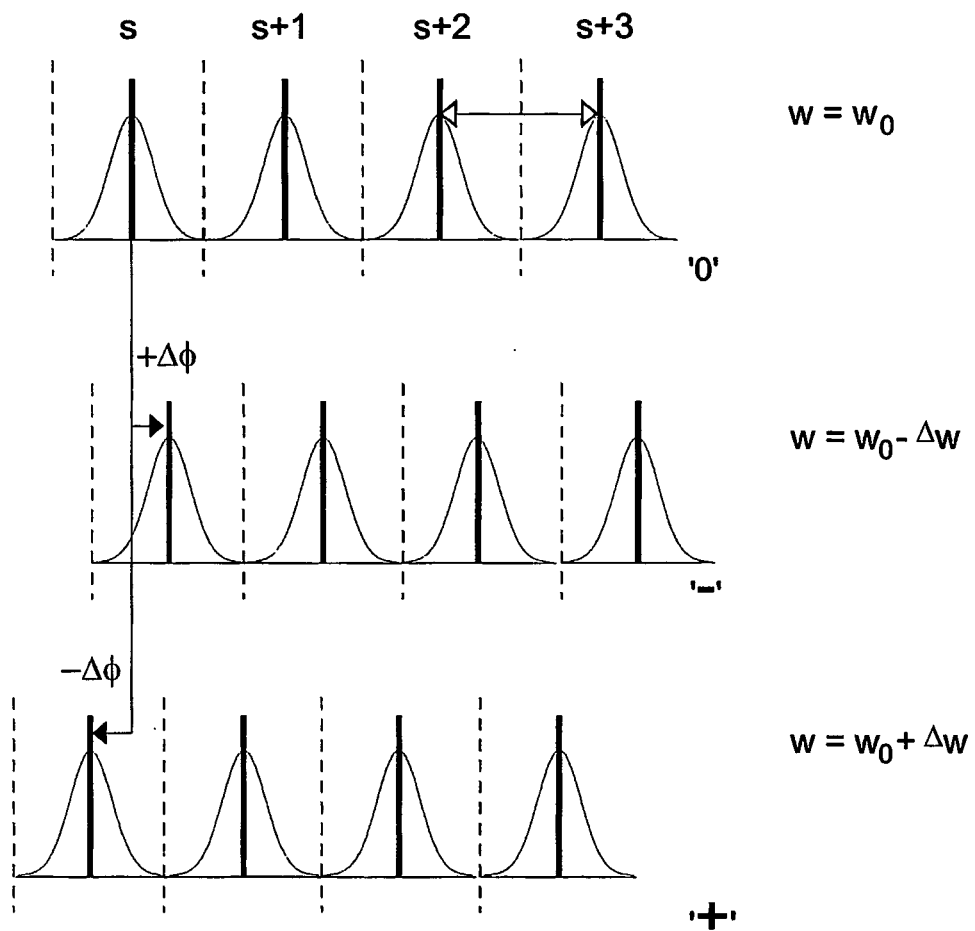 s s+1 s+2 s+3
w = w₀
'0'
+Δϕ
w = w₀ - Δw
'-'
−Δϕ
w = w₀ + Δw
'+'